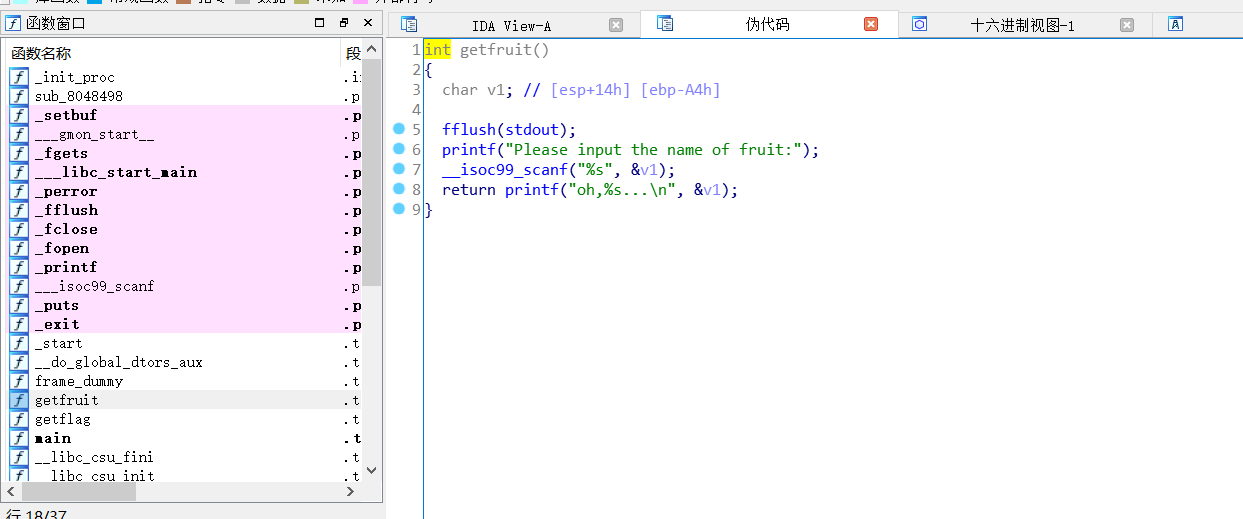 函数窗口
函数名称 段
_init_proc .i
sub_8048498 .p
_setbuf .p
___gmon_start__ .p
_fgets .p
___libc_start_main .p
_perror .p
_fflush .p
_fclose .p
_fopen .p
_printf .p
___isoc99_scanf .p
_puts .p
_exit .p
_start .t
__do_global_dtors_aux .t
frame_dummy .t
getfruit .t
getflag .t
main .t
__libc_csu_fini .t
__libc_csu_init .t
行 18/37
IDA View-A 伪代码 十六进制视图-1
1 int getfruit()
2 {
3 char v1; // [esp+14h] [ebp-A4h]
4
5 fflush(stdout);
6 printf("Please input the name of fruit:");
7 __isoc99_scanf("%s", &v1);
8 return printf("oh,%s...\n", &v1);
9 }